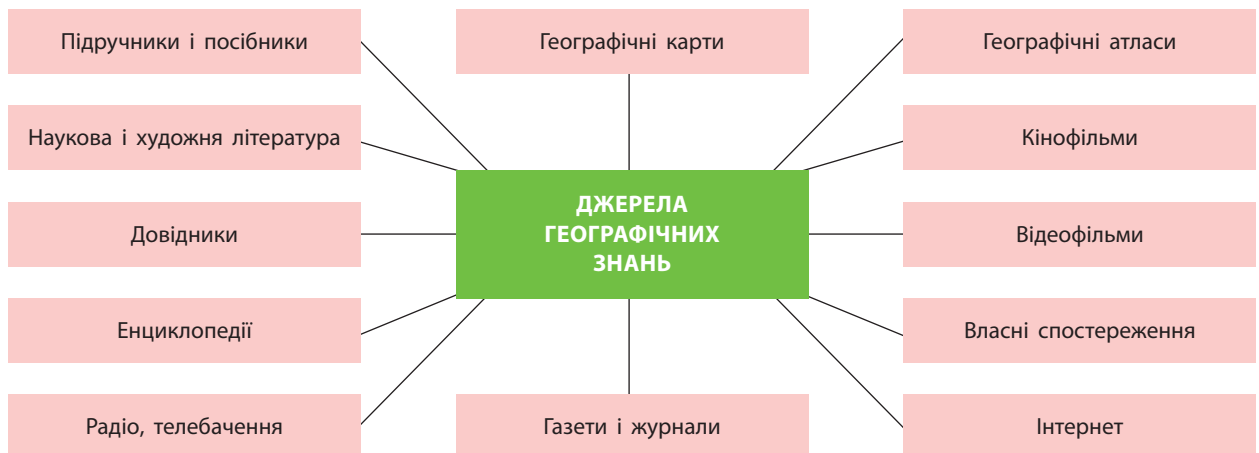 Підручники і посібники
Географічні карти
Географічні атласи
Наукова і художня література
Кінофільми
ДЖЕРЕЛА
ГЕОГРАФІЧНИХ
ЗНАНЬ
Довідники
Відеофільми
Енциклопедії
Власні спостереження
Радіо, телебачення
Газети і журнали
Інтернет